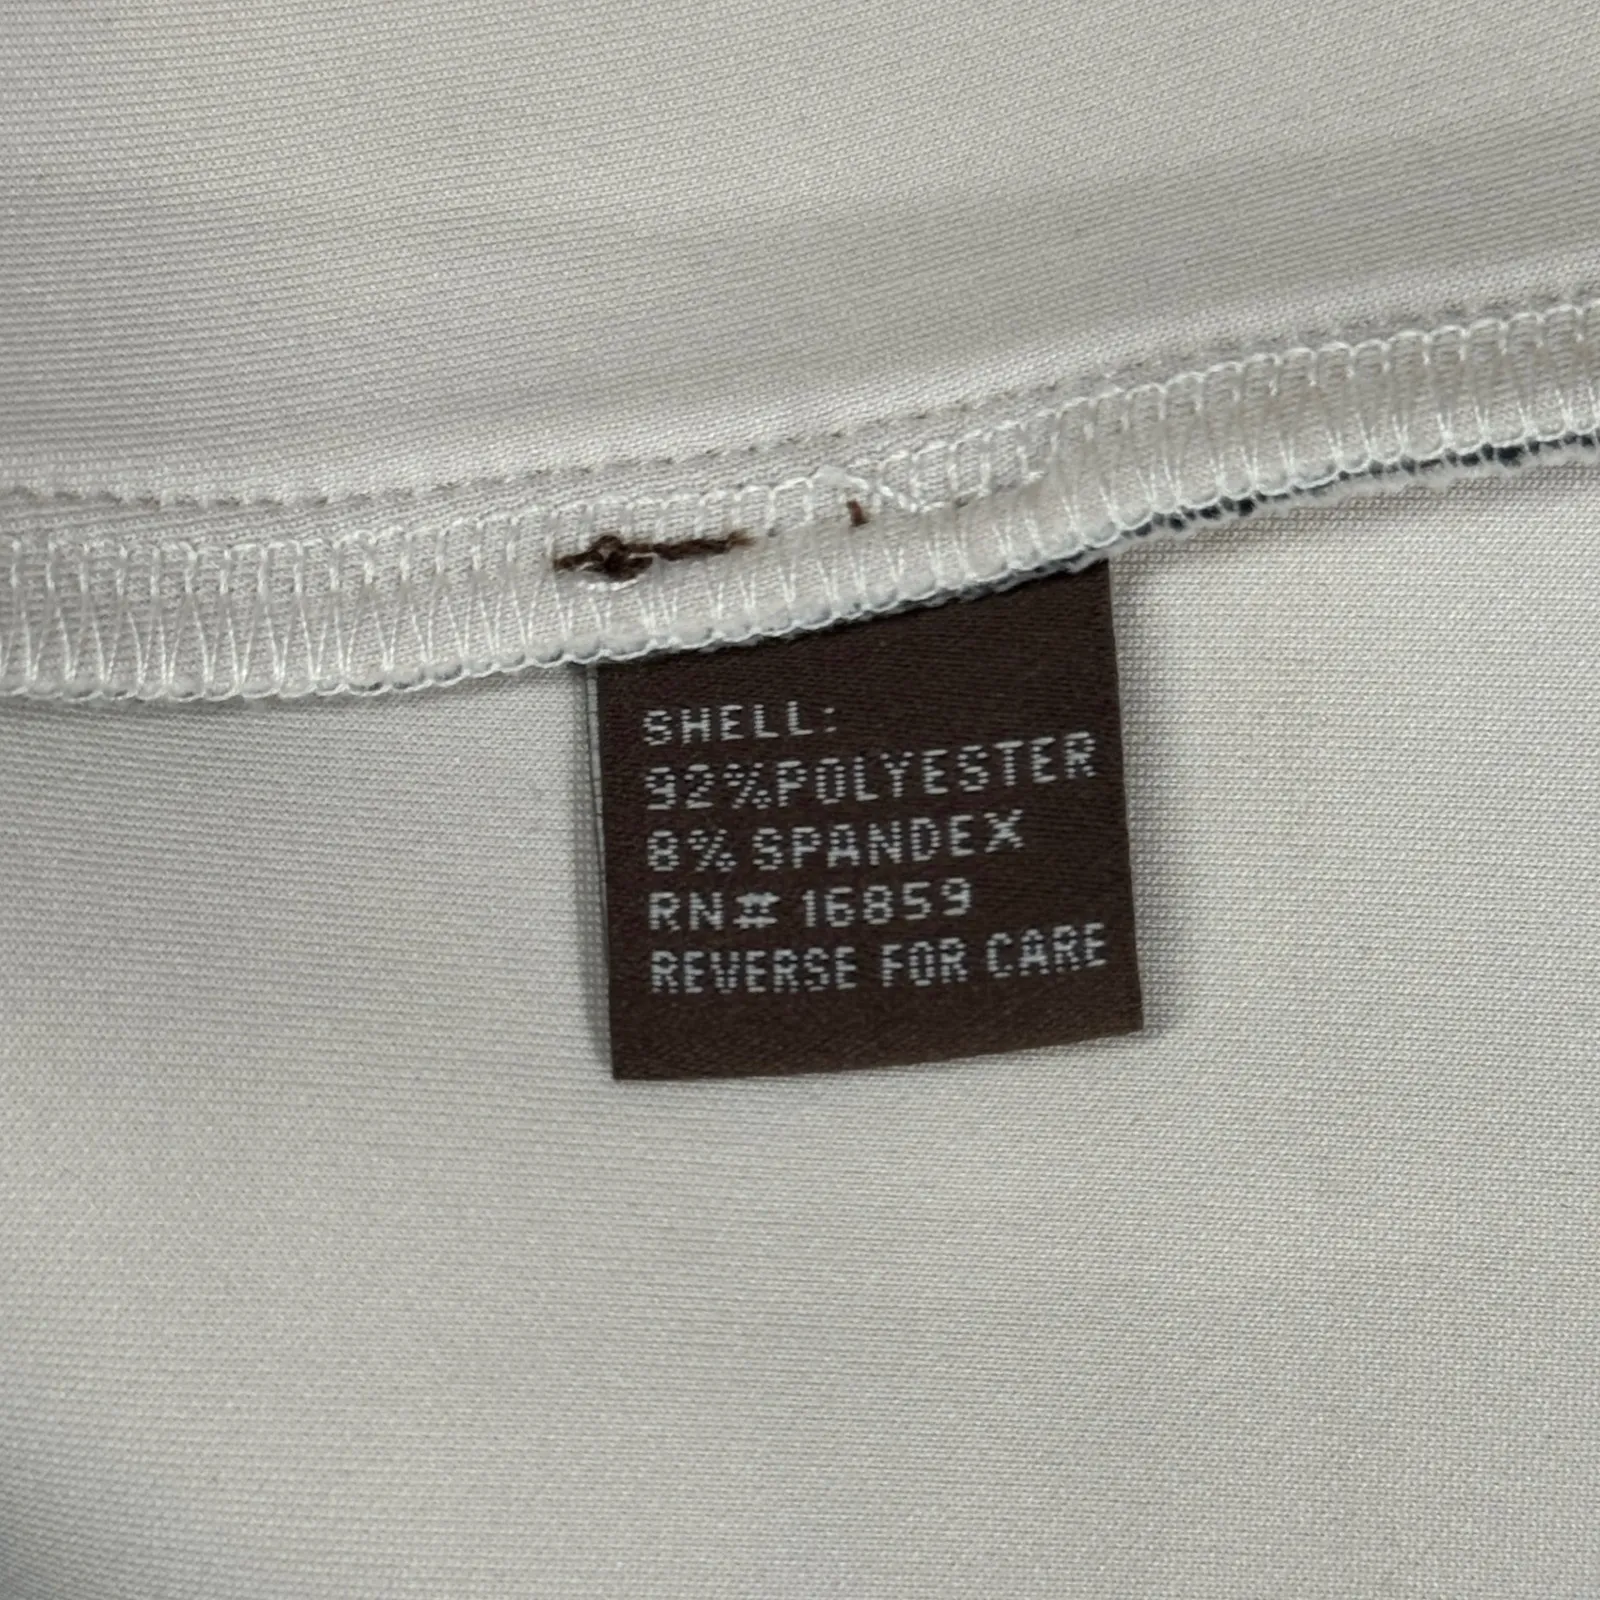 SHELL:
92%POLYESTER
8% SPANDEX
RN# 16859
REVERSE FOR CARE